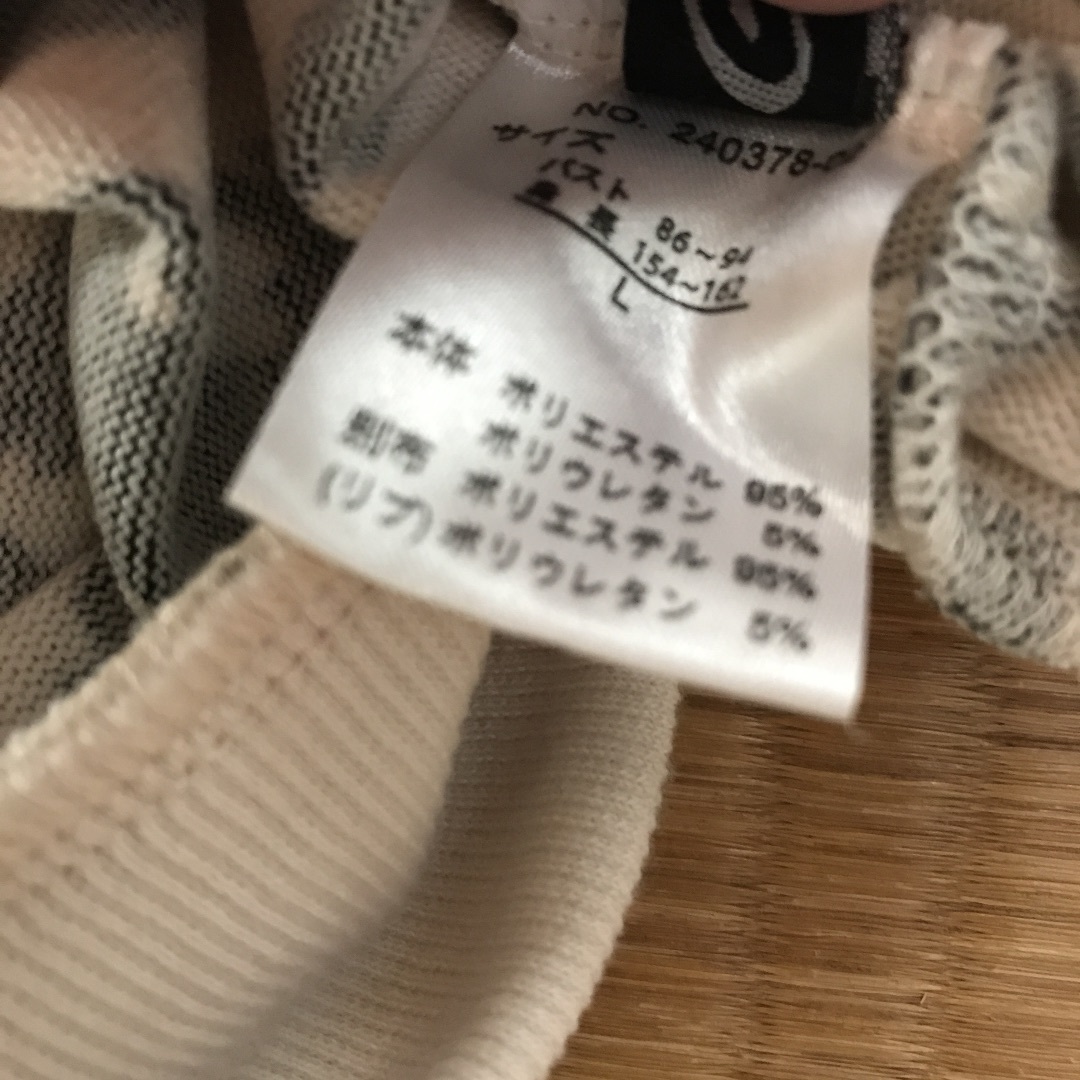 NO. 240378-0
サイズ
バスト 86~94
身長 154~162
L
本体 ポリエステル 95%
ポリウレタン 5%
別布 ポリエステル 95%
(リブ) ポリウレタン 5%